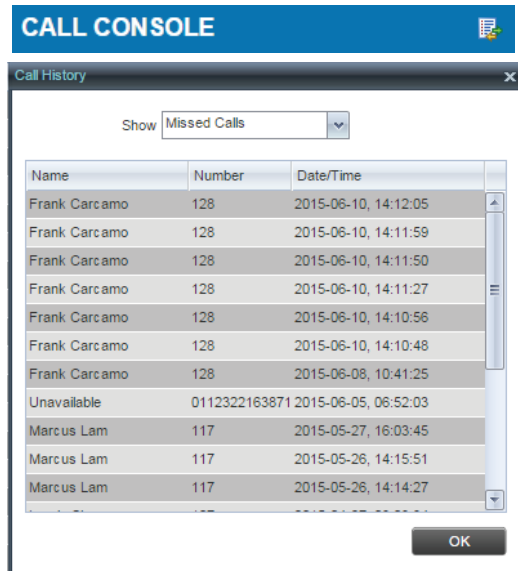 CALL CONSOLE
Call History x
Show Missed Calls
Name Number Date/Time
Frank Carcamo 128 2015-06-10, 14:12:05
Frank Carcamo 128 2015-06-10, 14:11:59
Frank Carcamo 128 2015-06-10, 14:11:50
Frank Carcamo 128 2015-06-10, 14:11:27
Frank Carcamo 128 2015-06-10, 14:10:56
Frank Carcamo 128 2015-06-10, 14:10:48
Frank Carcamo 128 2015-06-08, 10:41:25
Unavailable 0112322163871 2015-06-05, 06:52:03
Marcus Lam 117 2015-05-27, 16:03:45
Marcus Lam 117 2015-05-26, 14:15:51
Marcus Lam 117 2015-05-26, 14:14:27
OK